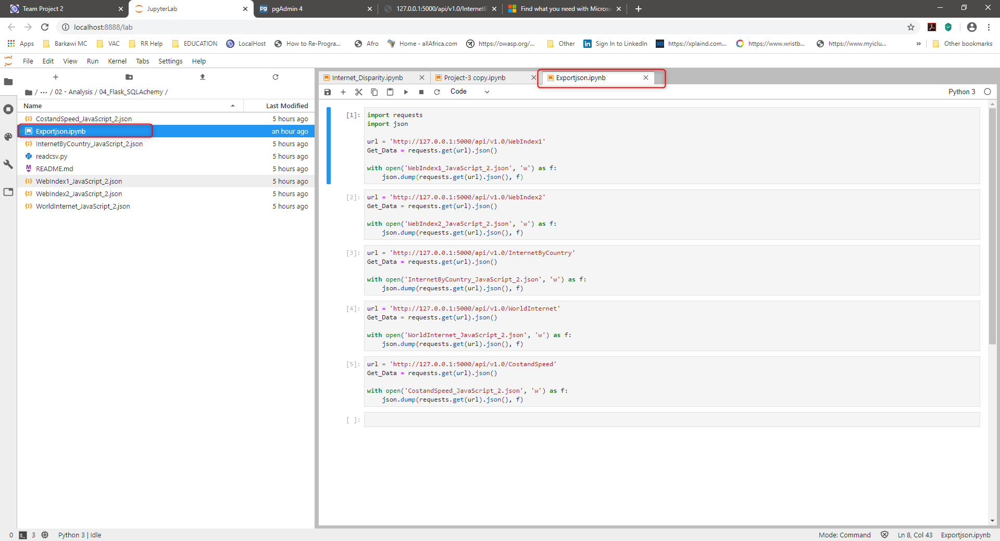 Team Project 2
JupyterLab
pgAdmin 4
127.0.0.1:5000/api/v1.0/InternetB
Find what you need with Microso
localhost:8888/lab
Apps
Barkawi MC
VAC
RR Help
EDUCATION
LocalHost
How to Re-Progra...
Afro
Home - allAfrica.com
https://owasp.org/...
Other
Sign In to LinkedIn
XD
https://xplaind.com...
https://www.wristb...
https://www.myiclu...
»
Other bookmarks
File Edit View Run Kernel Tabs Settings Help
/ ··· / 02 - Analysis / 04_Flask_SQLAchemy /
Name Last Modified
CostandSpeed_JavaScript_2.json 5 hours ago
Exportjson.ipynb an hour ago
InternetByCountry_JavaScript_2.json 5 hours ago
readcsv.py 5 hours ago
README.md 5 hours ago
WebIndex1_JavaScript_2.json 5 hours ago
WebIndex2_JavaScript_2.json 5 hours ago
WorldInternet_JavaScript_2.json 5 hours ago
Internet_Disparity.ipynb
Project-3 copy.ipynb
Exportjson.ipynb
Code
Python 3
[1]: import requests
import json
url = 'http://127.0.0.1:5000/api/v1.0/WebIndex1'
Get_Data = requests.get(url).json()
with open('WebIndex1_JavaScript_2.json', 'w') as f:
json.dump(requests.get(url).json(), f)
[2]: url = 'http://127.0.0.1:5000/api/v1.0/WebIndex2'
Get_Data = requests.get(url).json()
with open('WebIndex2_JavaScript_2.json', 'w') as f:
json.dump(requests.get(url).json(), f)
[3]: url = 'http://127.0.0.1:5000/api/v1.0/InternetByCountry'
Get_Data = requests.get(url).json()
with open('InternetByCountry_JavaScript_2.json', 'w') as f:
json.dump(requests.get(url).json(), f)
[4]: url = 'http://127.0.0.1:5000/api/v1.0/WorldInternet'
Get_Data = requests.get(url).json()
with open('WorldInternet_JavaScript_2.json', 'w') as f:
json.dump(requests.get(url).json(), f)
[5]: url = 'http://127.0.0.1:5000/api/v1.0/CostandSpeed'
Get_Data = requests.get(url).json()
with open('CostandSpeed_JavaScript_2.json', 'w') as f:
json.dump(requests.get(url).json(), f)
[ ]:
0 3 Python 3 | Idle
Mode: Command
Ln 8, Col 43
Exportjson.ipynb